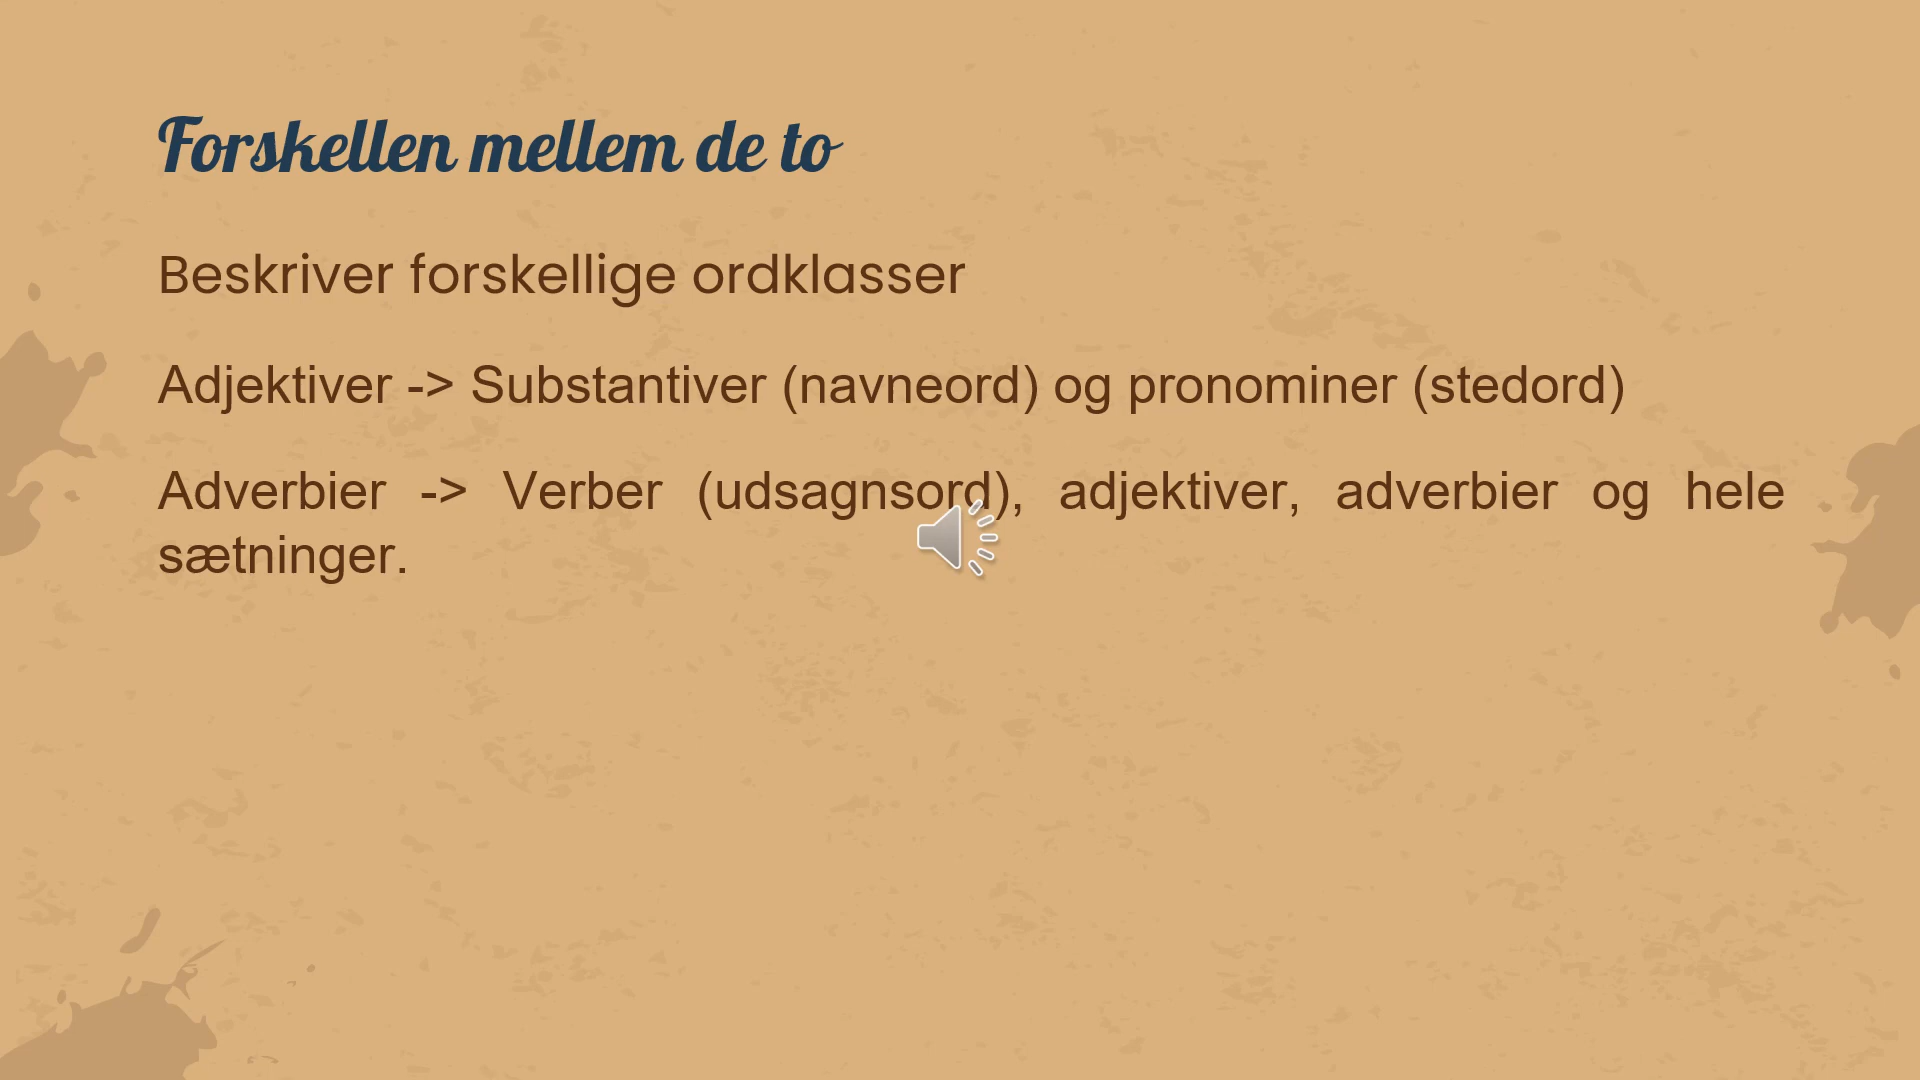 Forskellen mellem de to
Beskriver forskellige ordklasser
Adjektiver -> Substantiver (navneord) og pronominer (stedord)
Adverbier -> Verber (udsagnsord), adjektiver, adverbier og hele
sætninger.